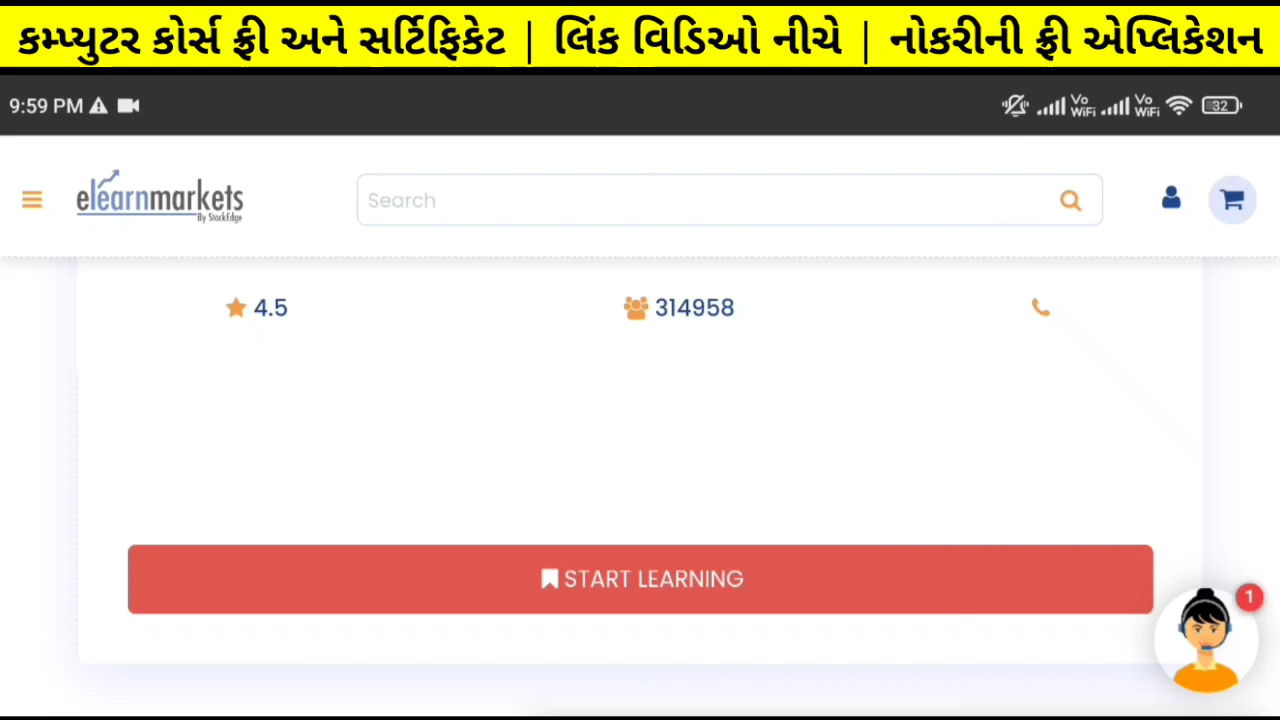 કમ્પ્યુટર કોર્સ ફ્રી અને સર્ટિફિકેટ | લિંક વિડિઓ નીચે | નોકરીની ફ્રી એપ્લિકેશન
9:59 PM Vo WiFi Vo WiFi 32
elearnmarkets
By StockEdge
Search
4.5 314958
START LEARNING
1